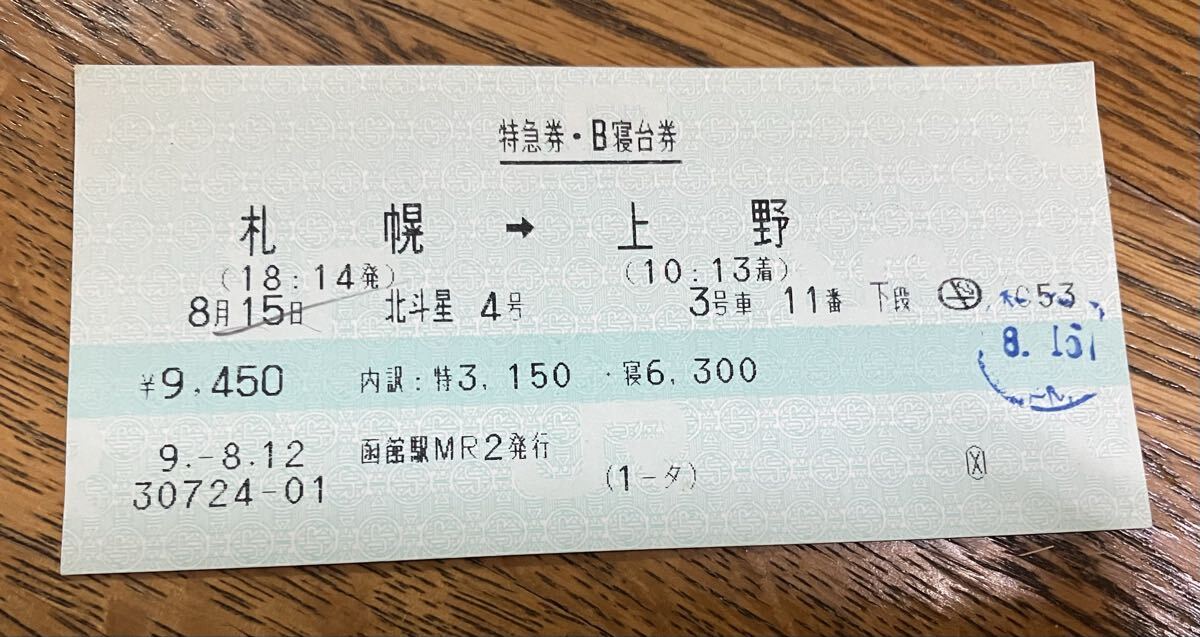 特急券・B寝台券
札幌 → 上野
(18:14発) (10:13着)
8月15日 北斗星 4号 3号車 11番 下段 C53
¥9,450 内訳:特3,150 ・寝6,300
8.15
9.-8.12 函館駅MR2発行
30724-01 (1-タ)